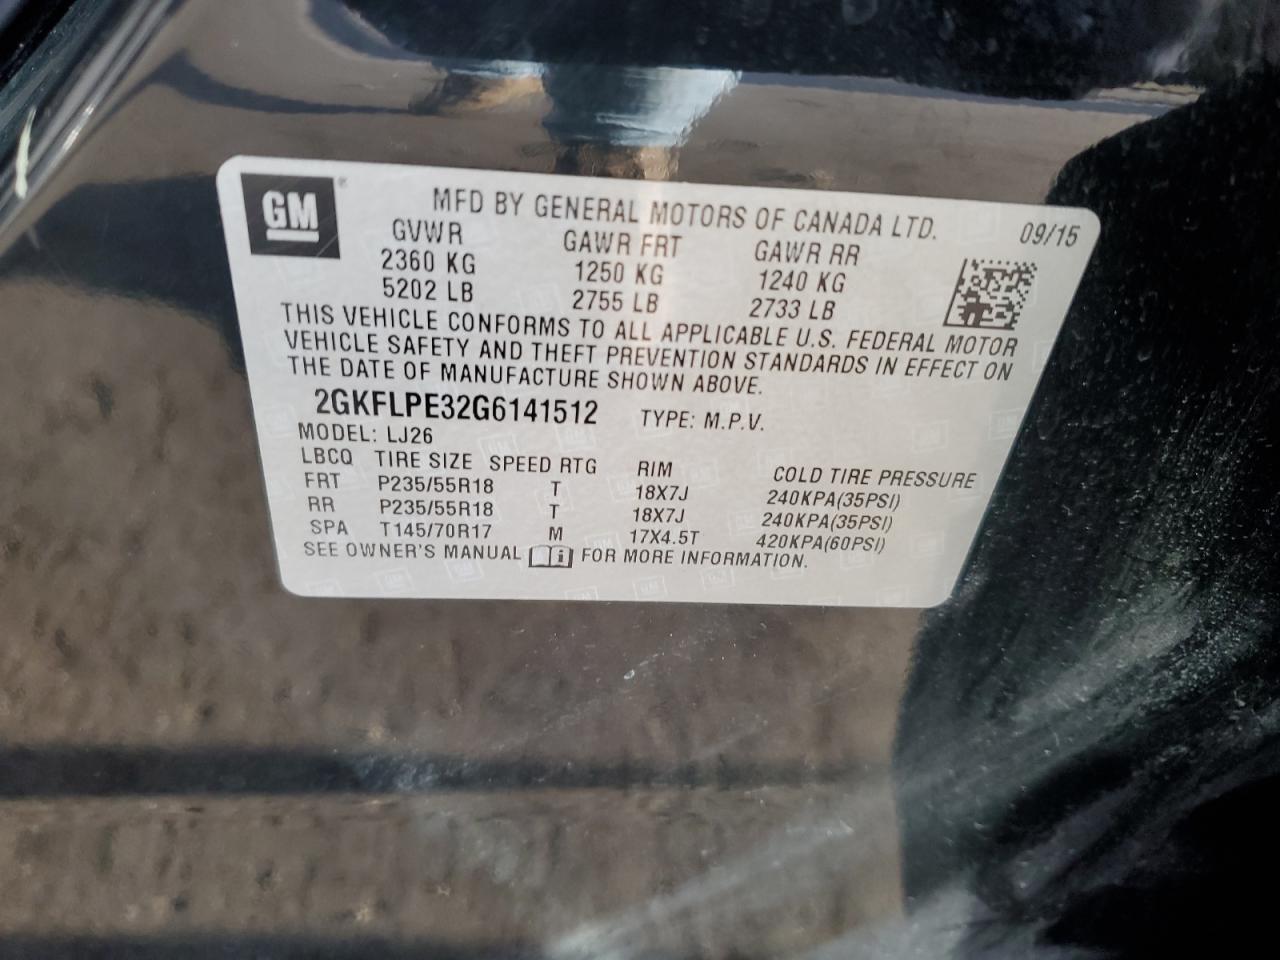 GM ®
MFD BY GENERAL MOTORS OF CANADA LTD.
09/15
GVWR GAWR FRT GAWR RR
2360 KG 1250 KG 1240 KG
5202 LB 2755 LB 2733 LB
THIS VEHICLE CONFORMS TO ALL APPLICABLE U.S. FEDERAL MOTOR
VEHICLE SAFETY AND THEFT PREVENTION STANDARDS IN EFFECT ON
THE DATE OF MANUFACTURE SHOWN ABOVE.
2GKFLPE32G6141512 TYPE: M.P.V.
MODEL: LJ26
LBCQ TIRE SIZE SPEED RTG RIM COLD TIRE PRESSURE
FRT P235/55R18 T 18X7J 240KPA(35PSI)
RR P235/55R18 T 18X7J 240KPA(35PSI)
SPA T145/70R17 M 17X4.5T 420KPA(60PSI)
SEE OWNER'S MANUAL i FOR MORE INFORMATION.